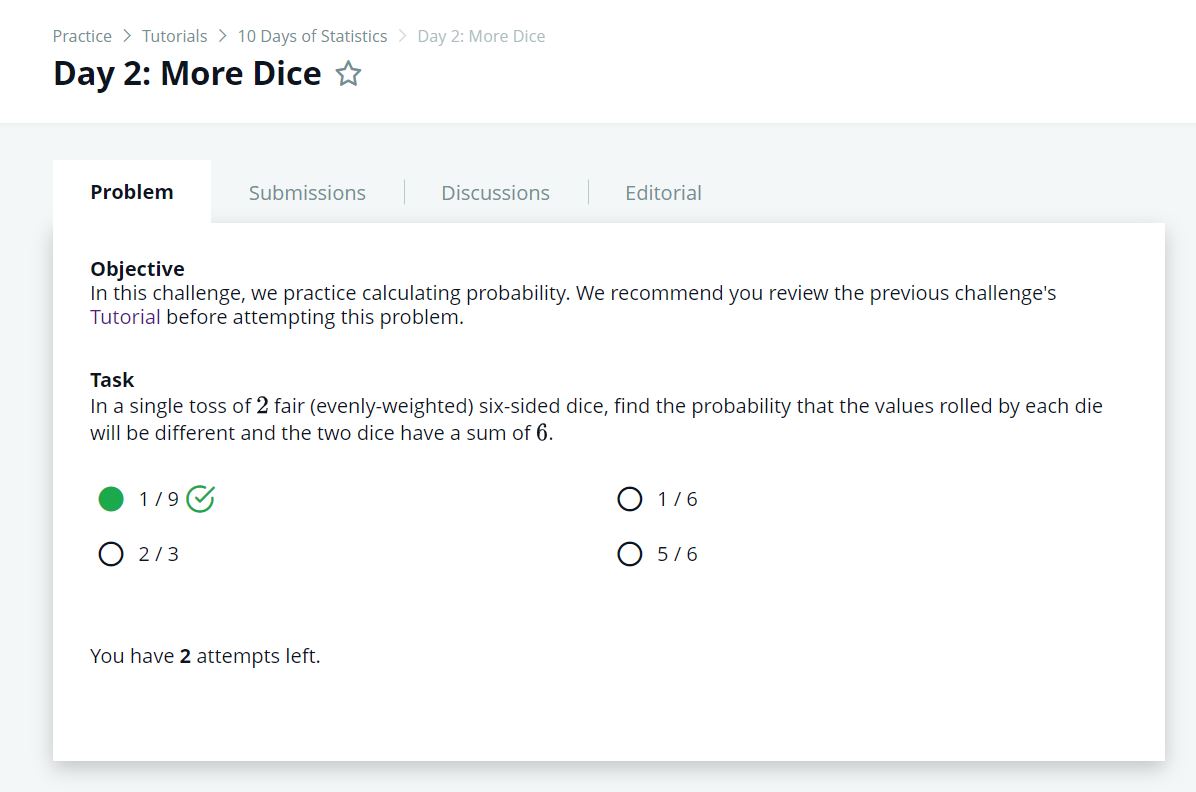 Practice > Tutorials > 10 Days of Statistics > Day 2: More Dice
Day 2: More Dice
Problem Submissions Discussions Editorial
Objective
In this challenge, we practice calculating probability. We recommend you review the previous challenge's
Tutorial before attempting this problem.
Task
In a single toss of 2 fair (evenly-weighted) six-sided dice, find the probability that the values rolled by each die
will be different and the two dice have a sum of 6.
1 / 9 1 / 6
2 / 3 5 / 6
You have 2 attempts left.